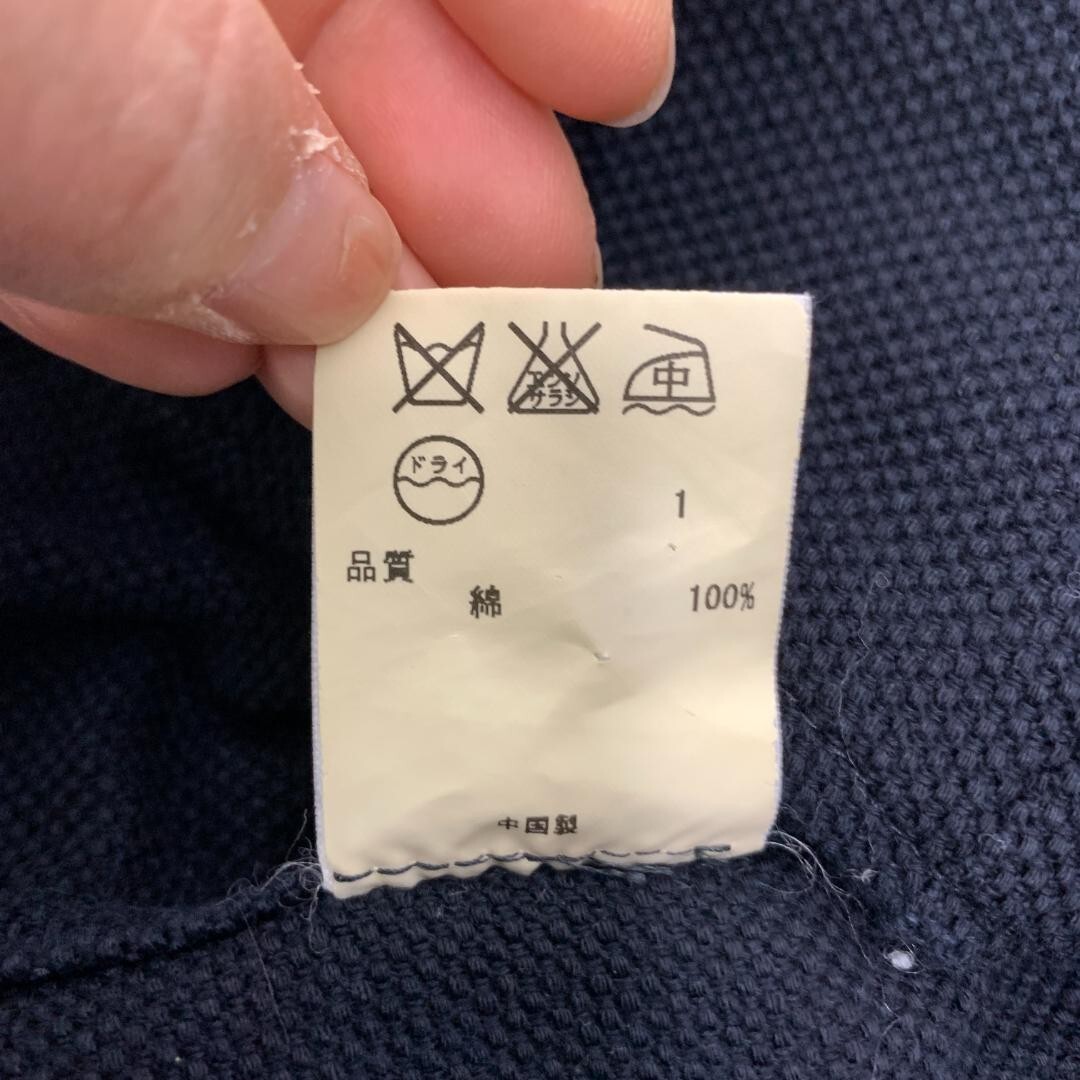 エンソ
サラシ
中
ドライ
1
品質
綿 100%
中国製